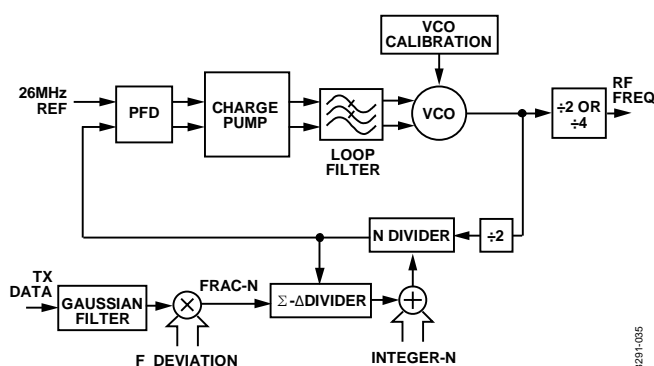 VCO
CALIBRATION
26MHz
REF
PFD
CHARGE
PUMP
LOOP
FILTER
VCO
÷2 OR
÷4
RF
FREQ
N DIVIDER
÷2
TX
DATA
GAUSSIAN
FILTER
×
FRAC-N
Σ-ΔDIVIDER
+
F_DEVIATION
INTEGER-N